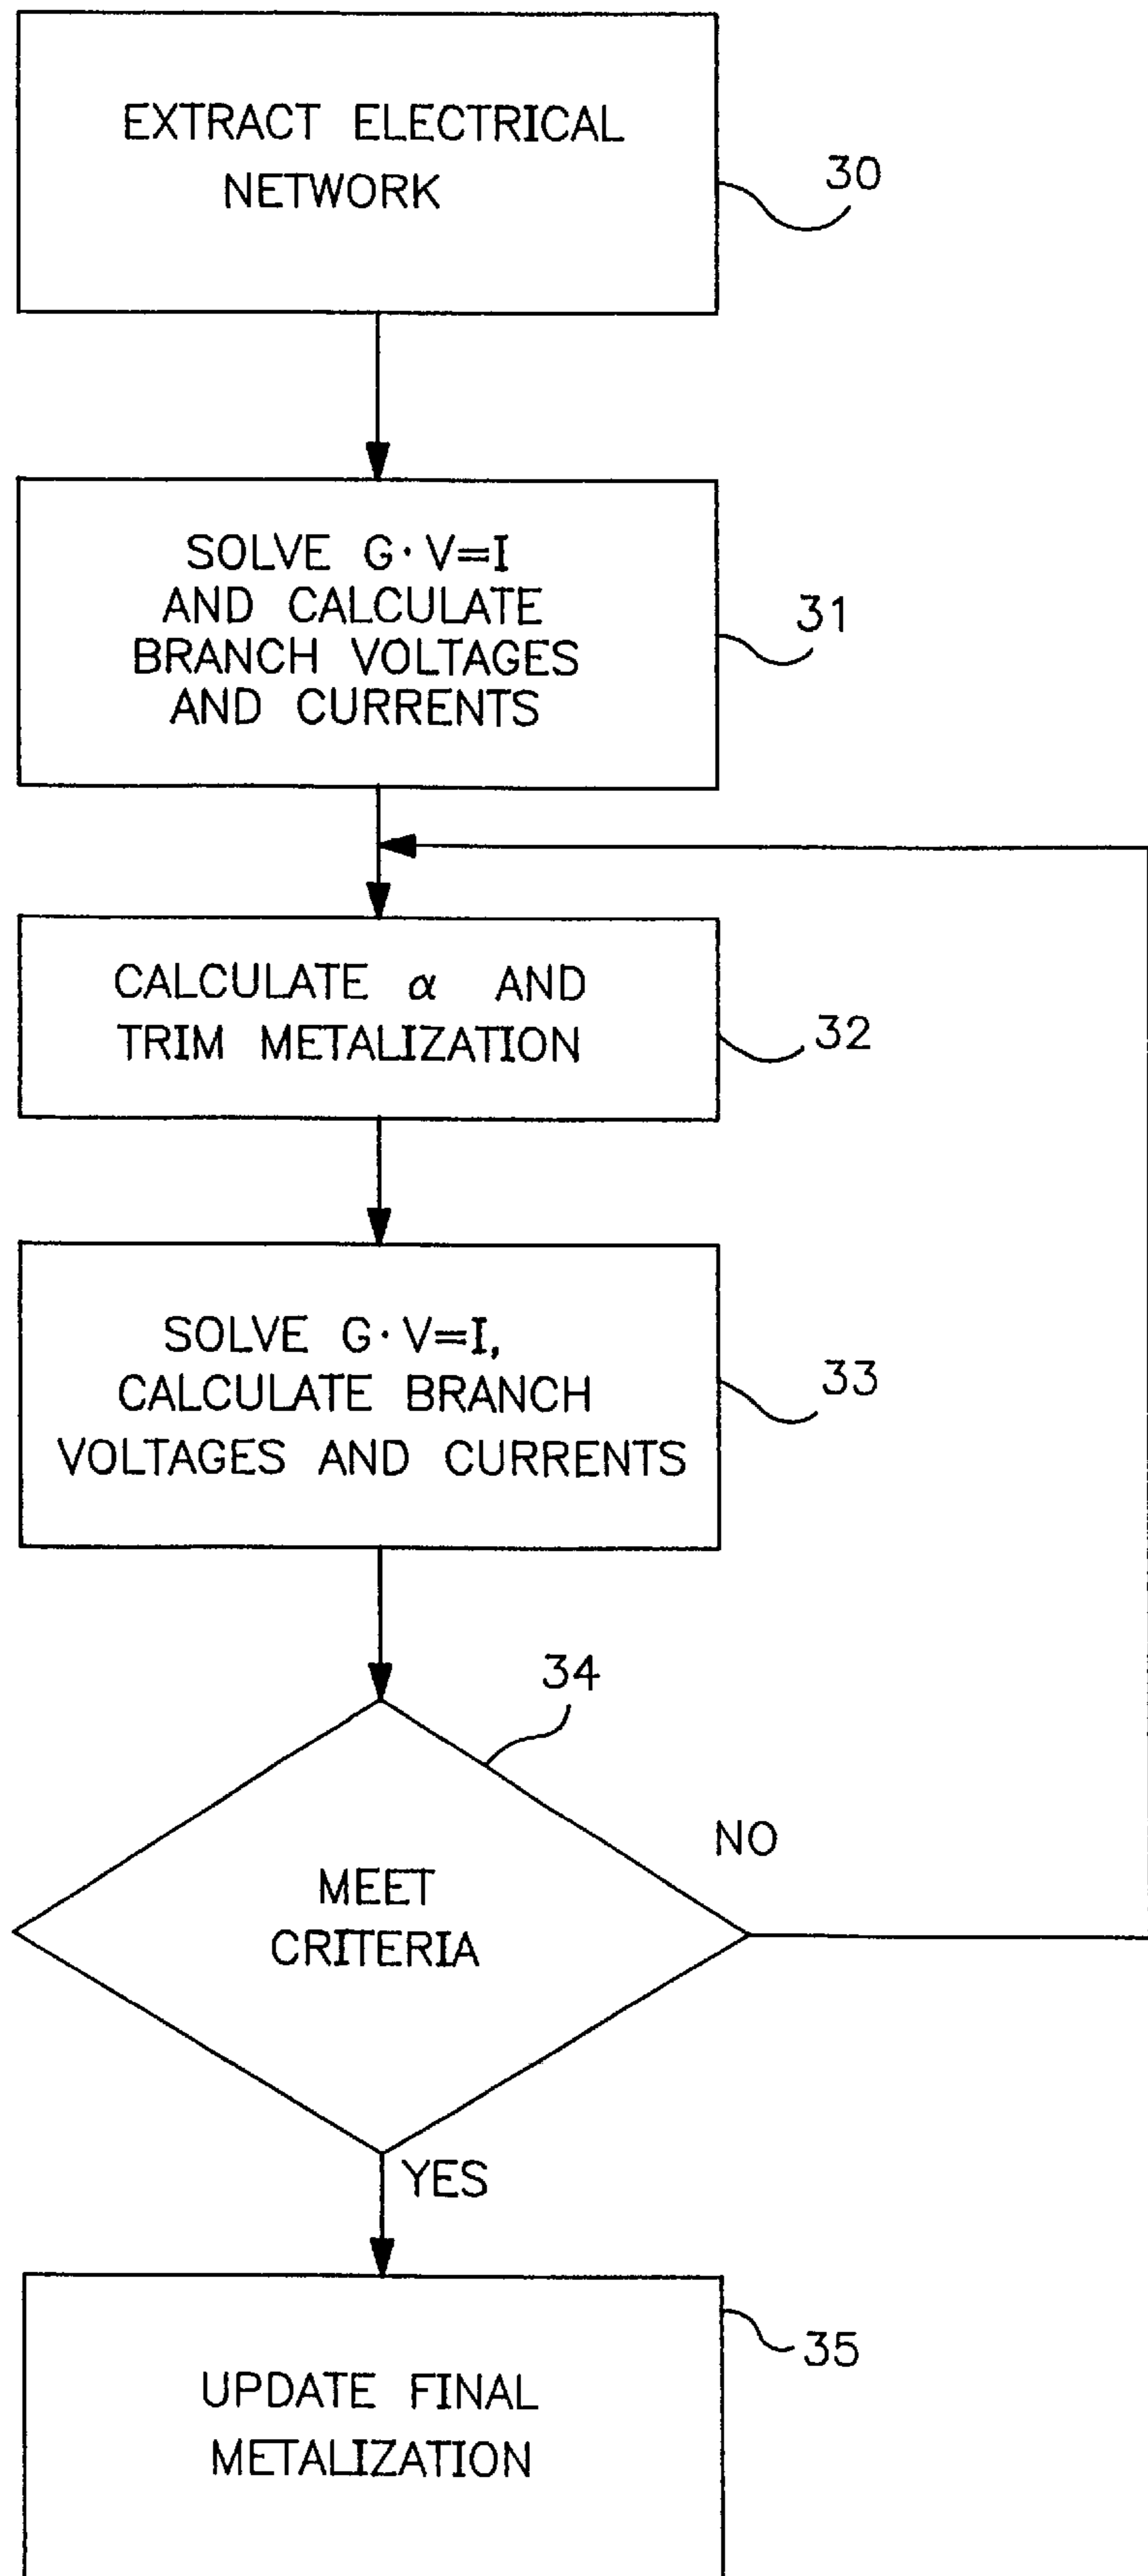 EXTRACT ELECTRICAL
NETWORK
30
SOLVE G·V=I
AND CALCULATE
BRANCH VOLTAGES
AND CURRENTS
31
CALCULATE α AND
TRIM METALIZATION
32
SOLVE G·V=I,
CALCULATE BRANCH
VOLTAGES AND CURRENTS
33
34
MEET
CRITERIA
NO
YES
UPDATE FINAL
METALIZATION
35